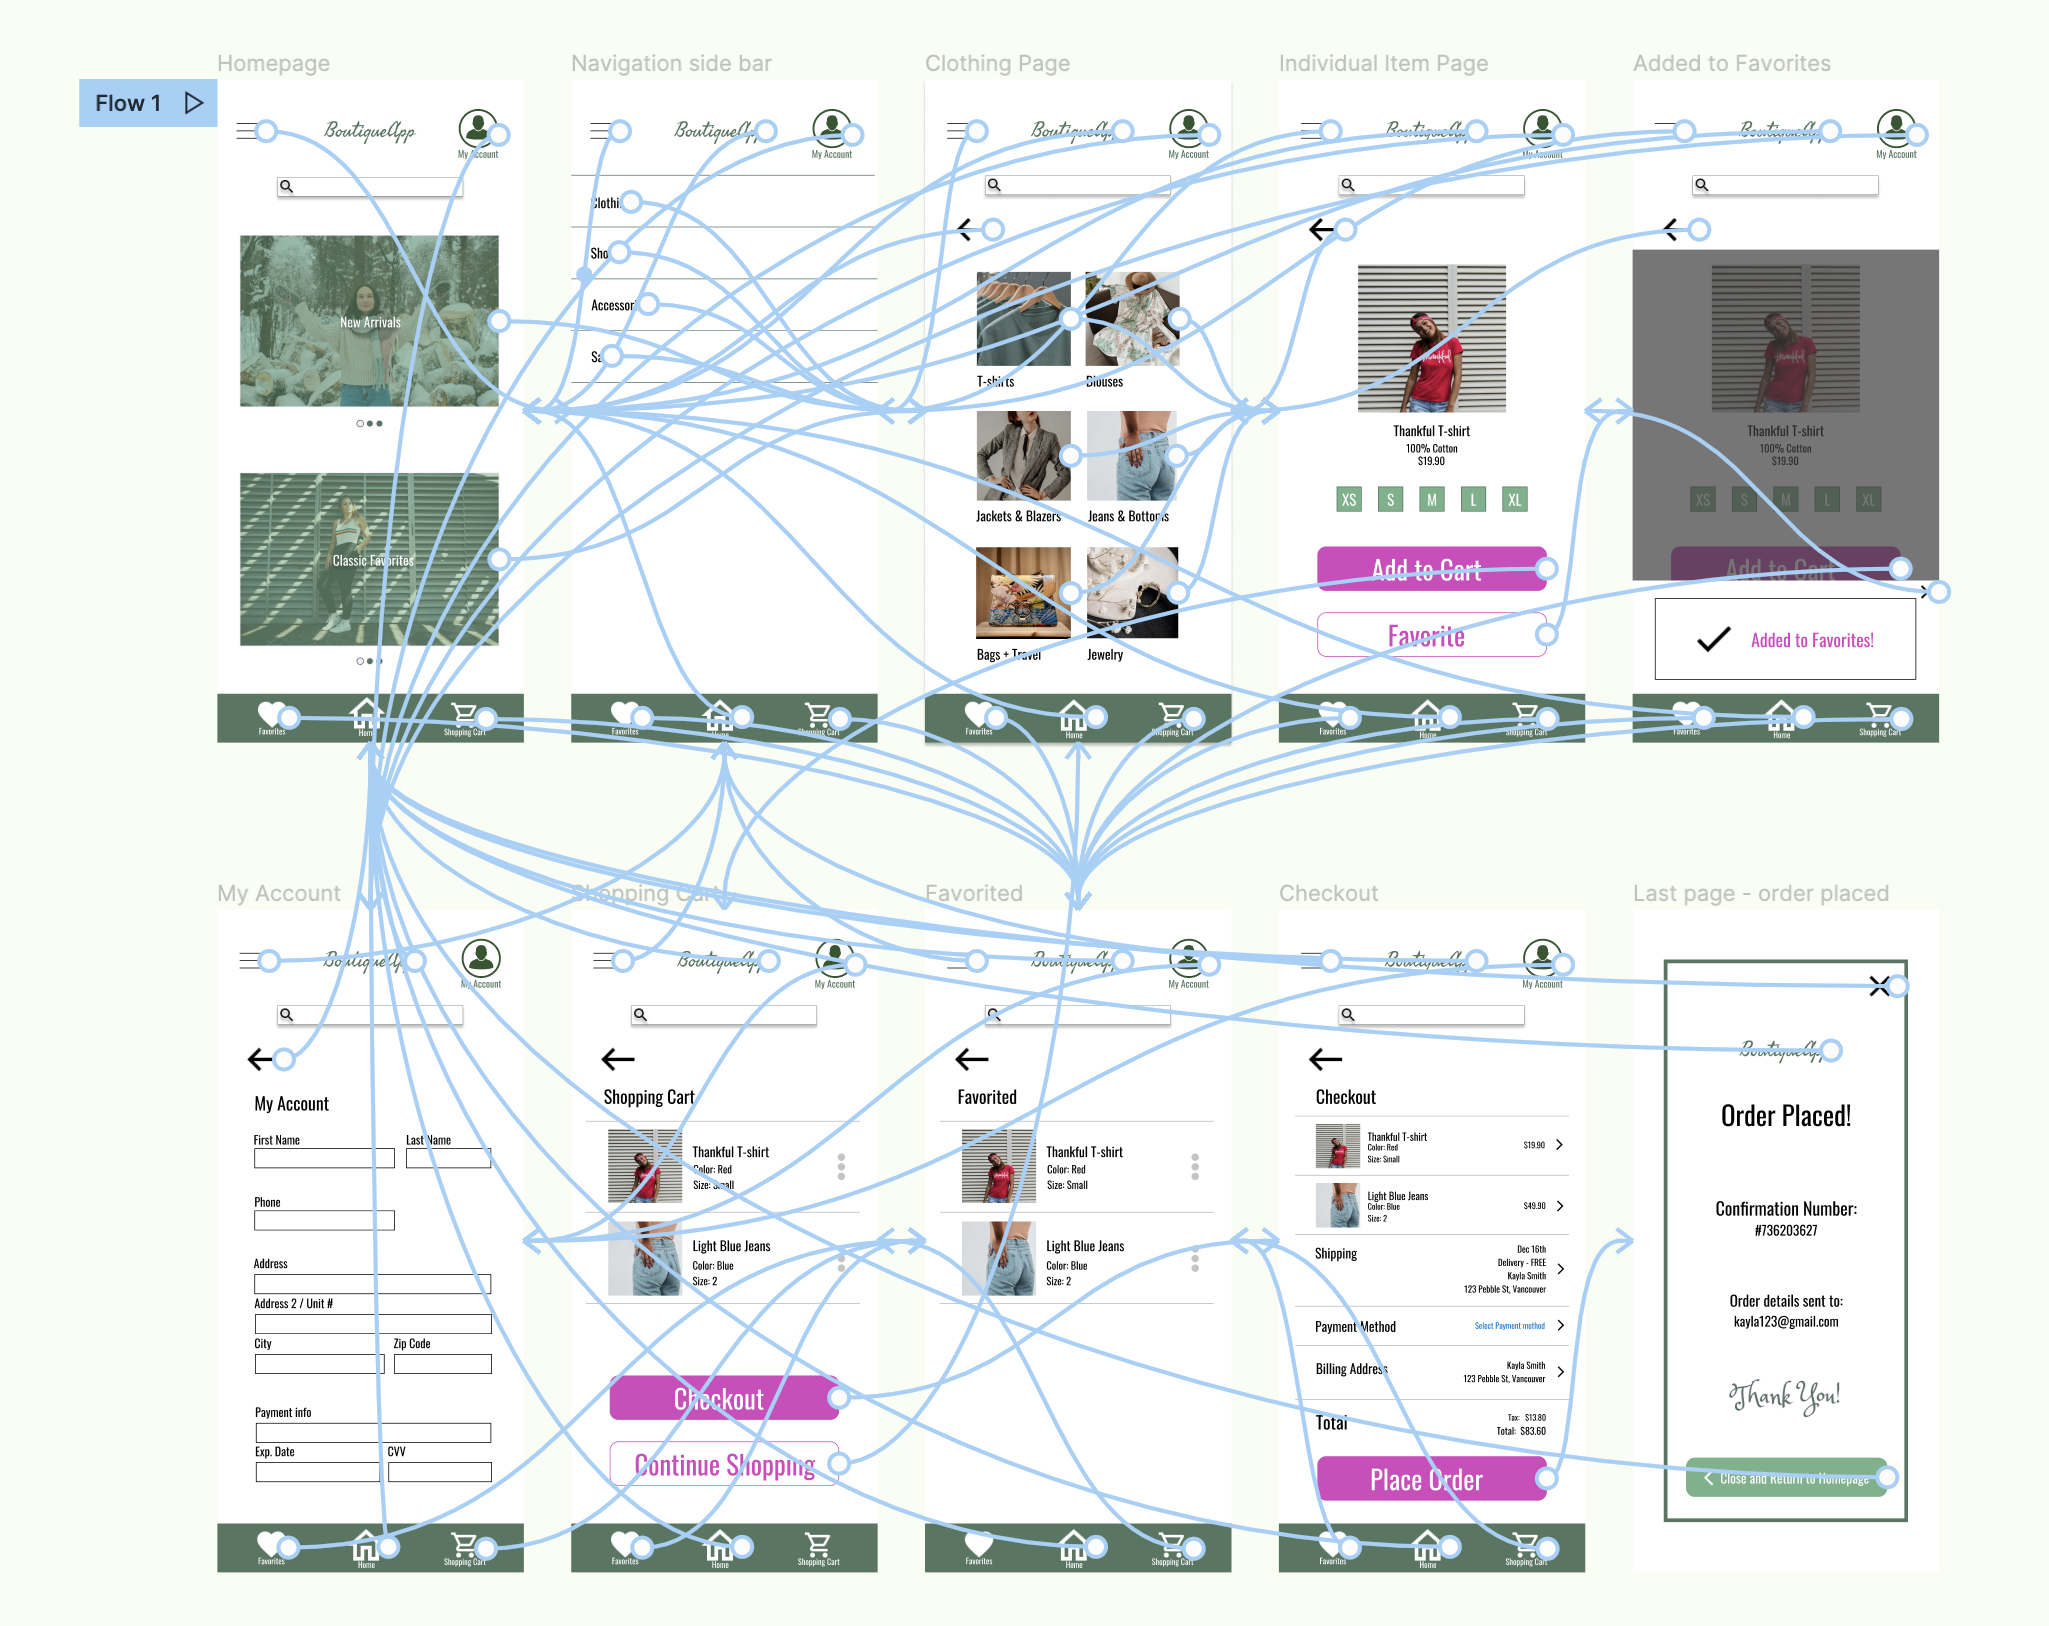 Homepage
Navigation side bar
Clothing Page
Individual Item Page
Added to Favorites
Flow 1
BoutiqueApp
My Account
New Arrivals
Classic Favorites
Favorites
Home
Shopping Cart
BoutiqueApp
My Account
Favorites
Home
Shopping Cart
BoutiqueApp
My Account
T-shirts
Blouses
Jackets & Blazers
Jeans & Bottoms
Bags + Travel
Jewelry
Favorites
Home
Shopping Cart
BoutiqueApp
My Account
Thankful T-shirt
100% Cotton
$19.90
XS S M L XL
Add to Cart
Favorite
Favorites
Home
Shopping Cart
BoutiqueApp
My Account
Thankful T-shirt
100% Cotton
$19.90
XS S M L XL
Add to Cart
Added to Favorites!
Favorites
Home
Shopping Cart
My Account
Shopping Cart
Favorited
Checkout
Last page - order placed
BoutiqueApp
My Account
My Account
First Name
Last Name
Phone
Address
Address 2 / Unit #
City
Zip Code
Payment info
Exp. Date
CVV
Favorites
Home
Shopping Cart
BoutiqueApp
My Account
Shopping Cart
Thankful T-shirt
Color: Red
Size: Small
Light Blue Jeans
Color: Blue
Size: 2
Checkout
Continue Shopping
Favorites
Home
Shopping Cart
BoutiqueApp
My Account
Favorited
Thankful T-shirt
Color: Red
Size: Small
Light Blue Jeans
Color: Blue
Size: 2
Favorites
Home
Shopping Cart
BoutiqueApp
My Account
Checkout
Thankful T-shirt
Color: Red
Size: Small
$19.90
Light Blue Jeans
Color: Blue
Size: 2
$49.90
Shipping
Dec 16th
Delivery - FREE
Kayla Smith
123 Pebble St, Vancouver
Payment Method
Select Payment method
Billing Address
Kayla Smith
123 Pebble St, Vancouver
Total
Tax: $13.80
Total: $83.60
Place Order
Favorites
Home
Shopping Cart
BoutiqueApp
Order Placed!
Confirmation Number:
#736203627
Order details sent to:
kayla123@gmail.com
Thank You!
Close and Return to Homepage